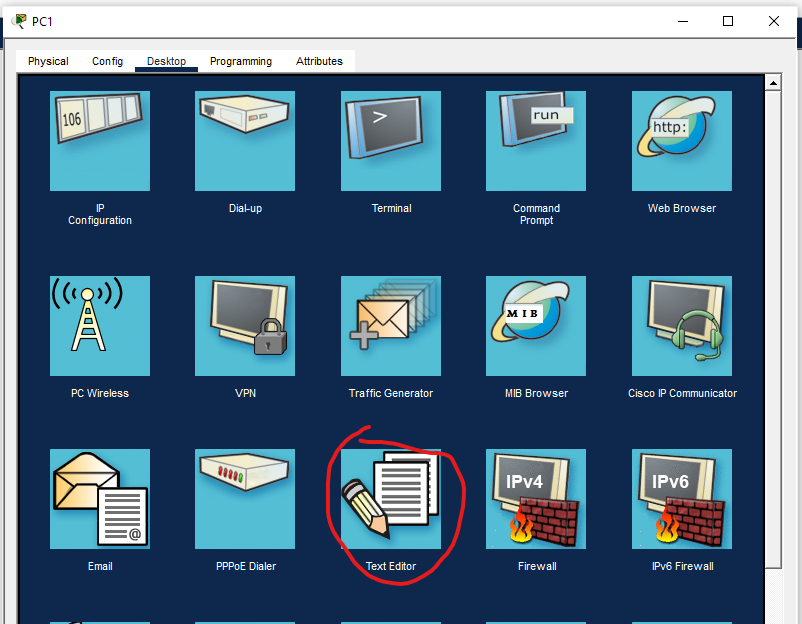 PC1
Physical Config Desktop Programming Attributes
106
>
run
http:
IP
Configuration
Dial-up
Terminal
Command
Prompt
Web Browser
MIB
PC Wireless
VPN
Traffic Generator
MIB Browser
Cisco IP Communicator
@
IPv4
IPv6
Email
PPPoE Dialer
Text Editor
Firewall
IPv6 Firewall